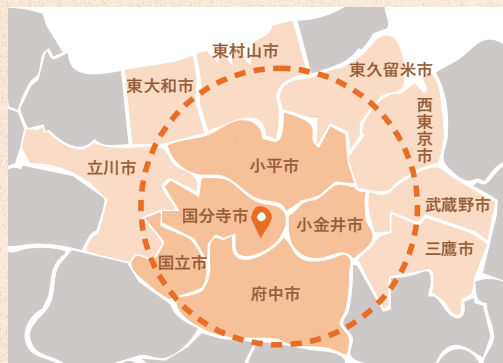 東村山市
東久留米市
東大和市
西東京市
小平市
立川市
武蔵野市
国分寺市
小金井市
三鷹市
国立市
府中市